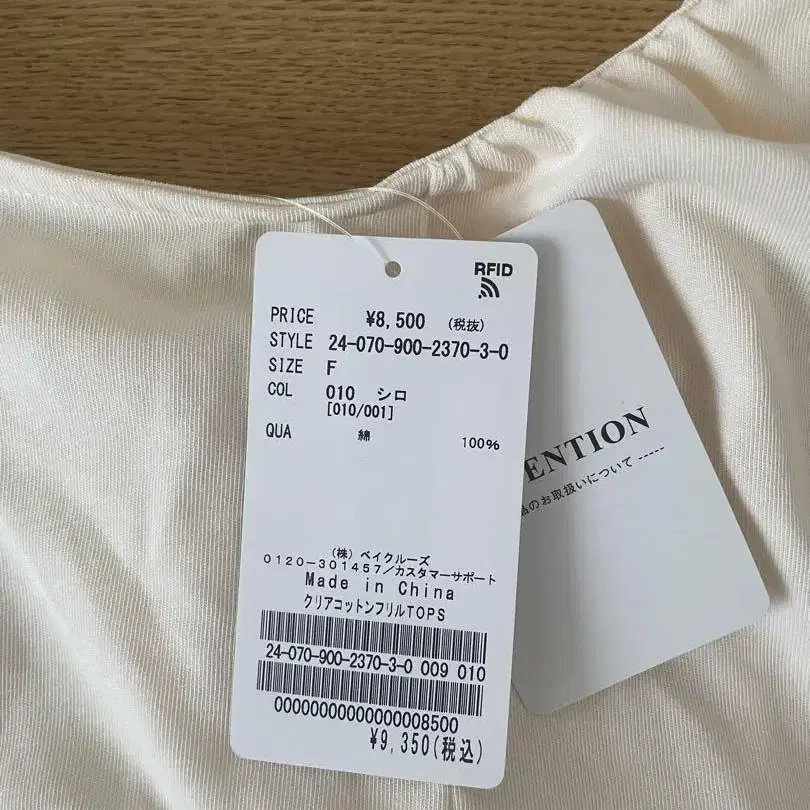 RFID
PRICE ¥8,500 (税抜)
STYLE 24-070-900-2370-3-0
SIZE F
COL 010 シロ
[010/001]
QUA 綿 100%
(株) ベイクルーズ
0120-301457/カスタマーサポート
Made in China
クリアコットンフリルTOPS
24-070-900-2370-3-0 009 010
00000000000000008500
¥9,350(税込)
ENTION
品のお取扱いについて -----